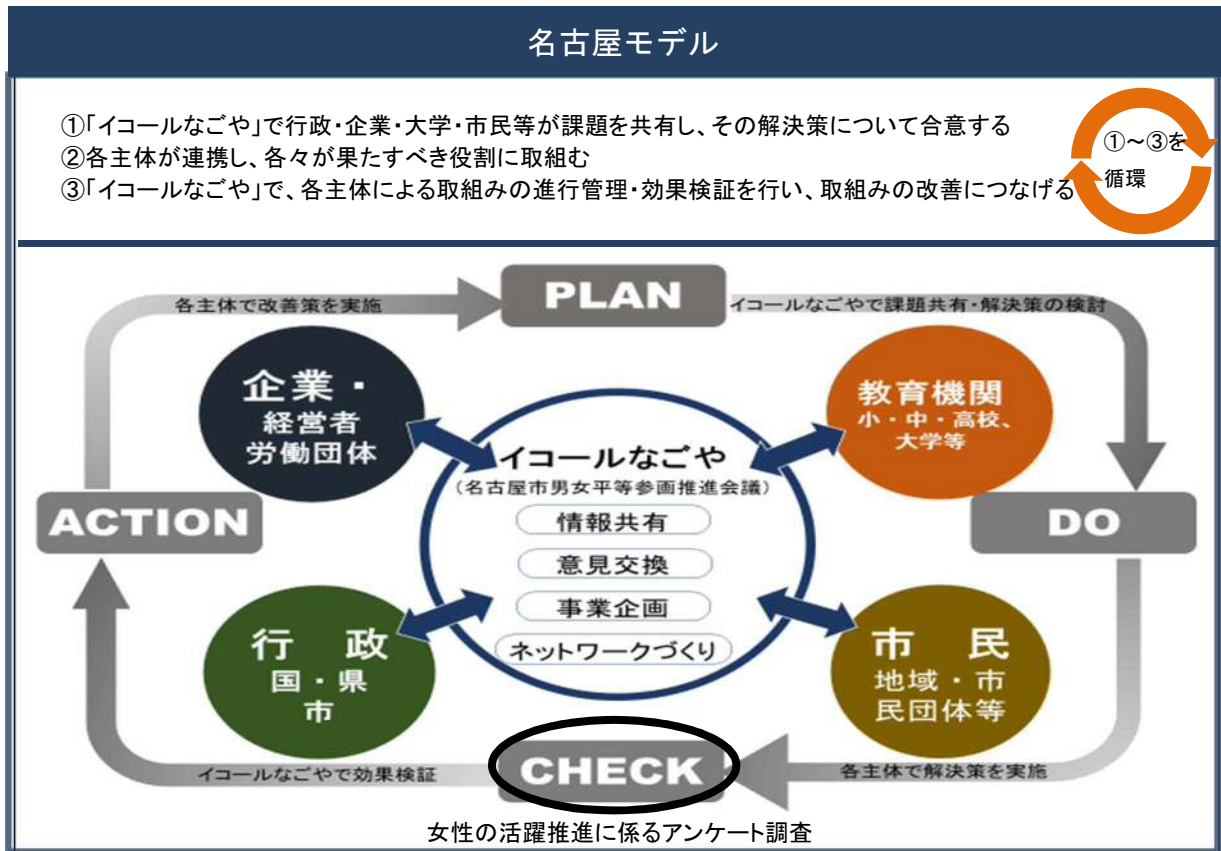 名古屋モデル
①「イコールなごや」で行政・企業・大学・市民等が課題を共有し、その解決策について合意する
②各主体が連携し、各々が果たすべき役割に取組む
③「イコールなごや」で、各主体による取組みの進行管理・効果検証を行い、取組みの改善につなげる
①～③を
循環
各主体で改善策を実施
PLAN
イコールなごやで課題共有・解決策の検討
企業・
経営者
労働団体
教育機関
小・中・高校、
大学等
イコールなごや
（名古屋市男女平等参画推進会議）
情報共有
意見交換
事業企画
ネットワークづくり
ACTION
DO
行　政
国・県
市
市　民
地域・市
民団体等
イコールなごやで効果検証
CHECK
各主体で解決策を実施
女性の活躍推進に係るアンケート調査